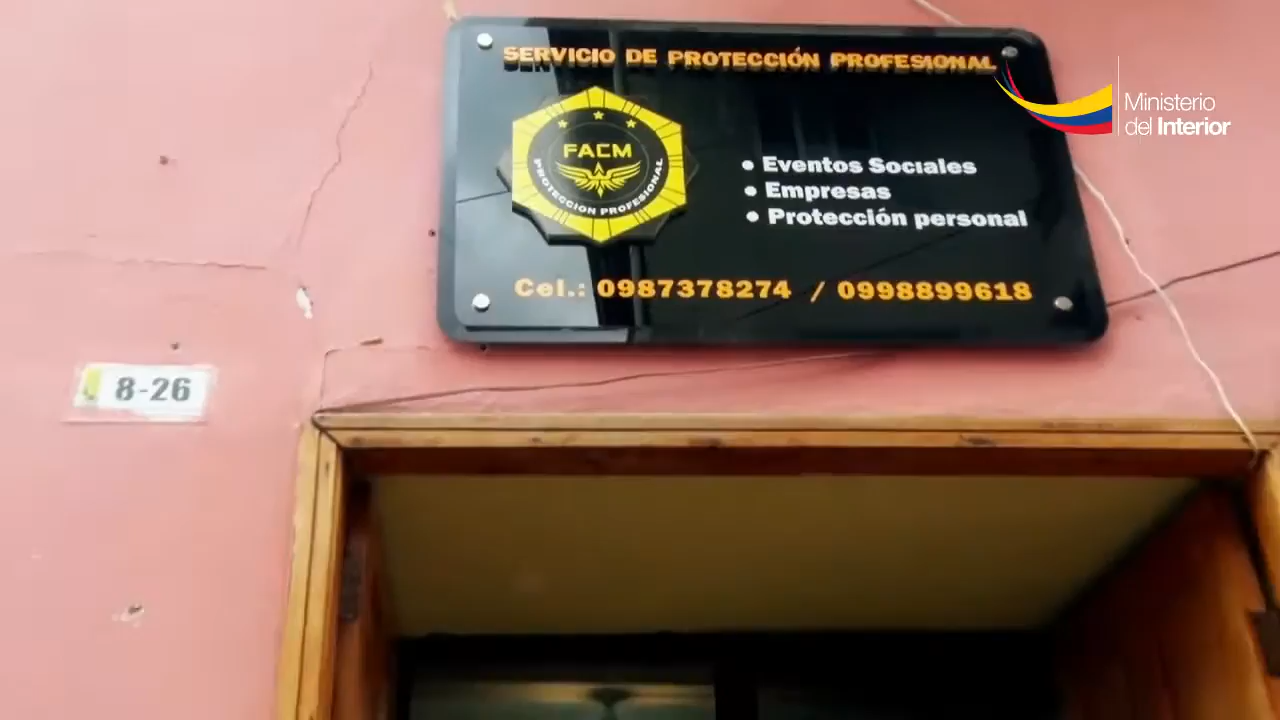 SERVICIO DE PROTECCIÓN PROFESIONAL
Ministerio
del Interior
FACM
PROTECCION PROFESIONAL
• Eventos Sociales
• Empresas
• Protección personal
Cel.: 0987378274 / 0998899618
8-26